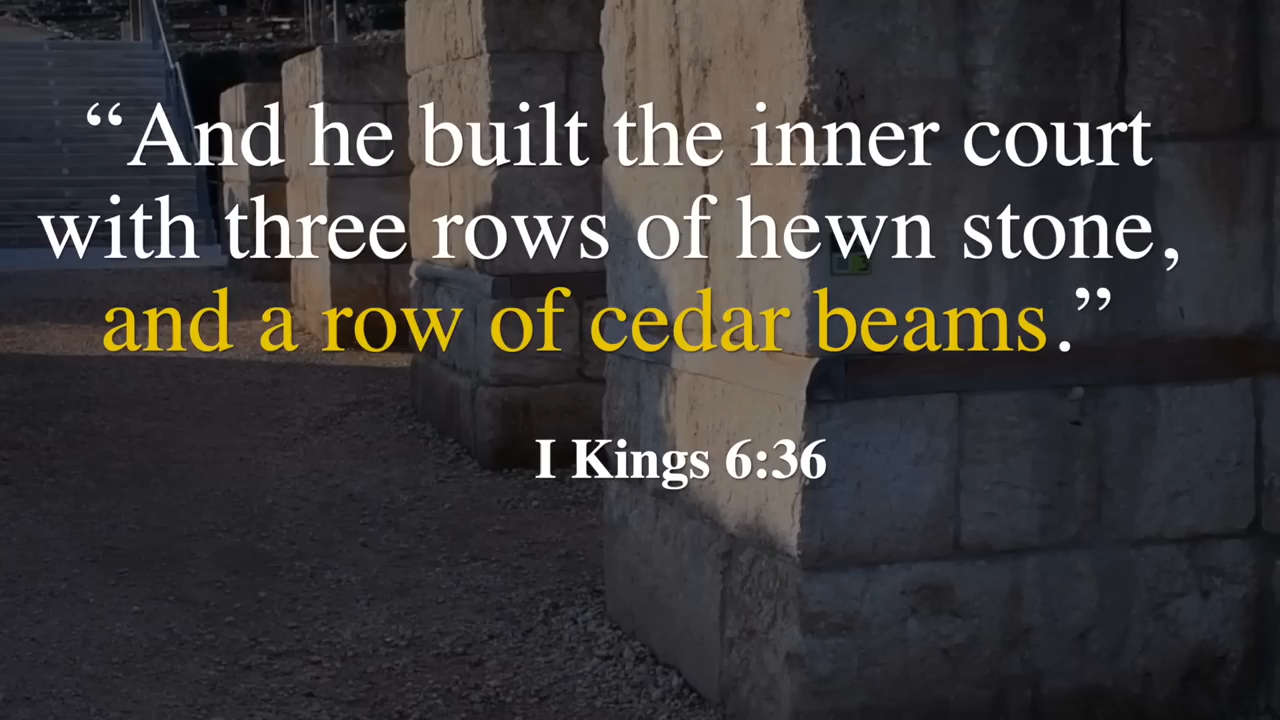 “And he built the inner court
with three rows of hewn stone,
and a row of cedar beams.”
I Kings 6:36